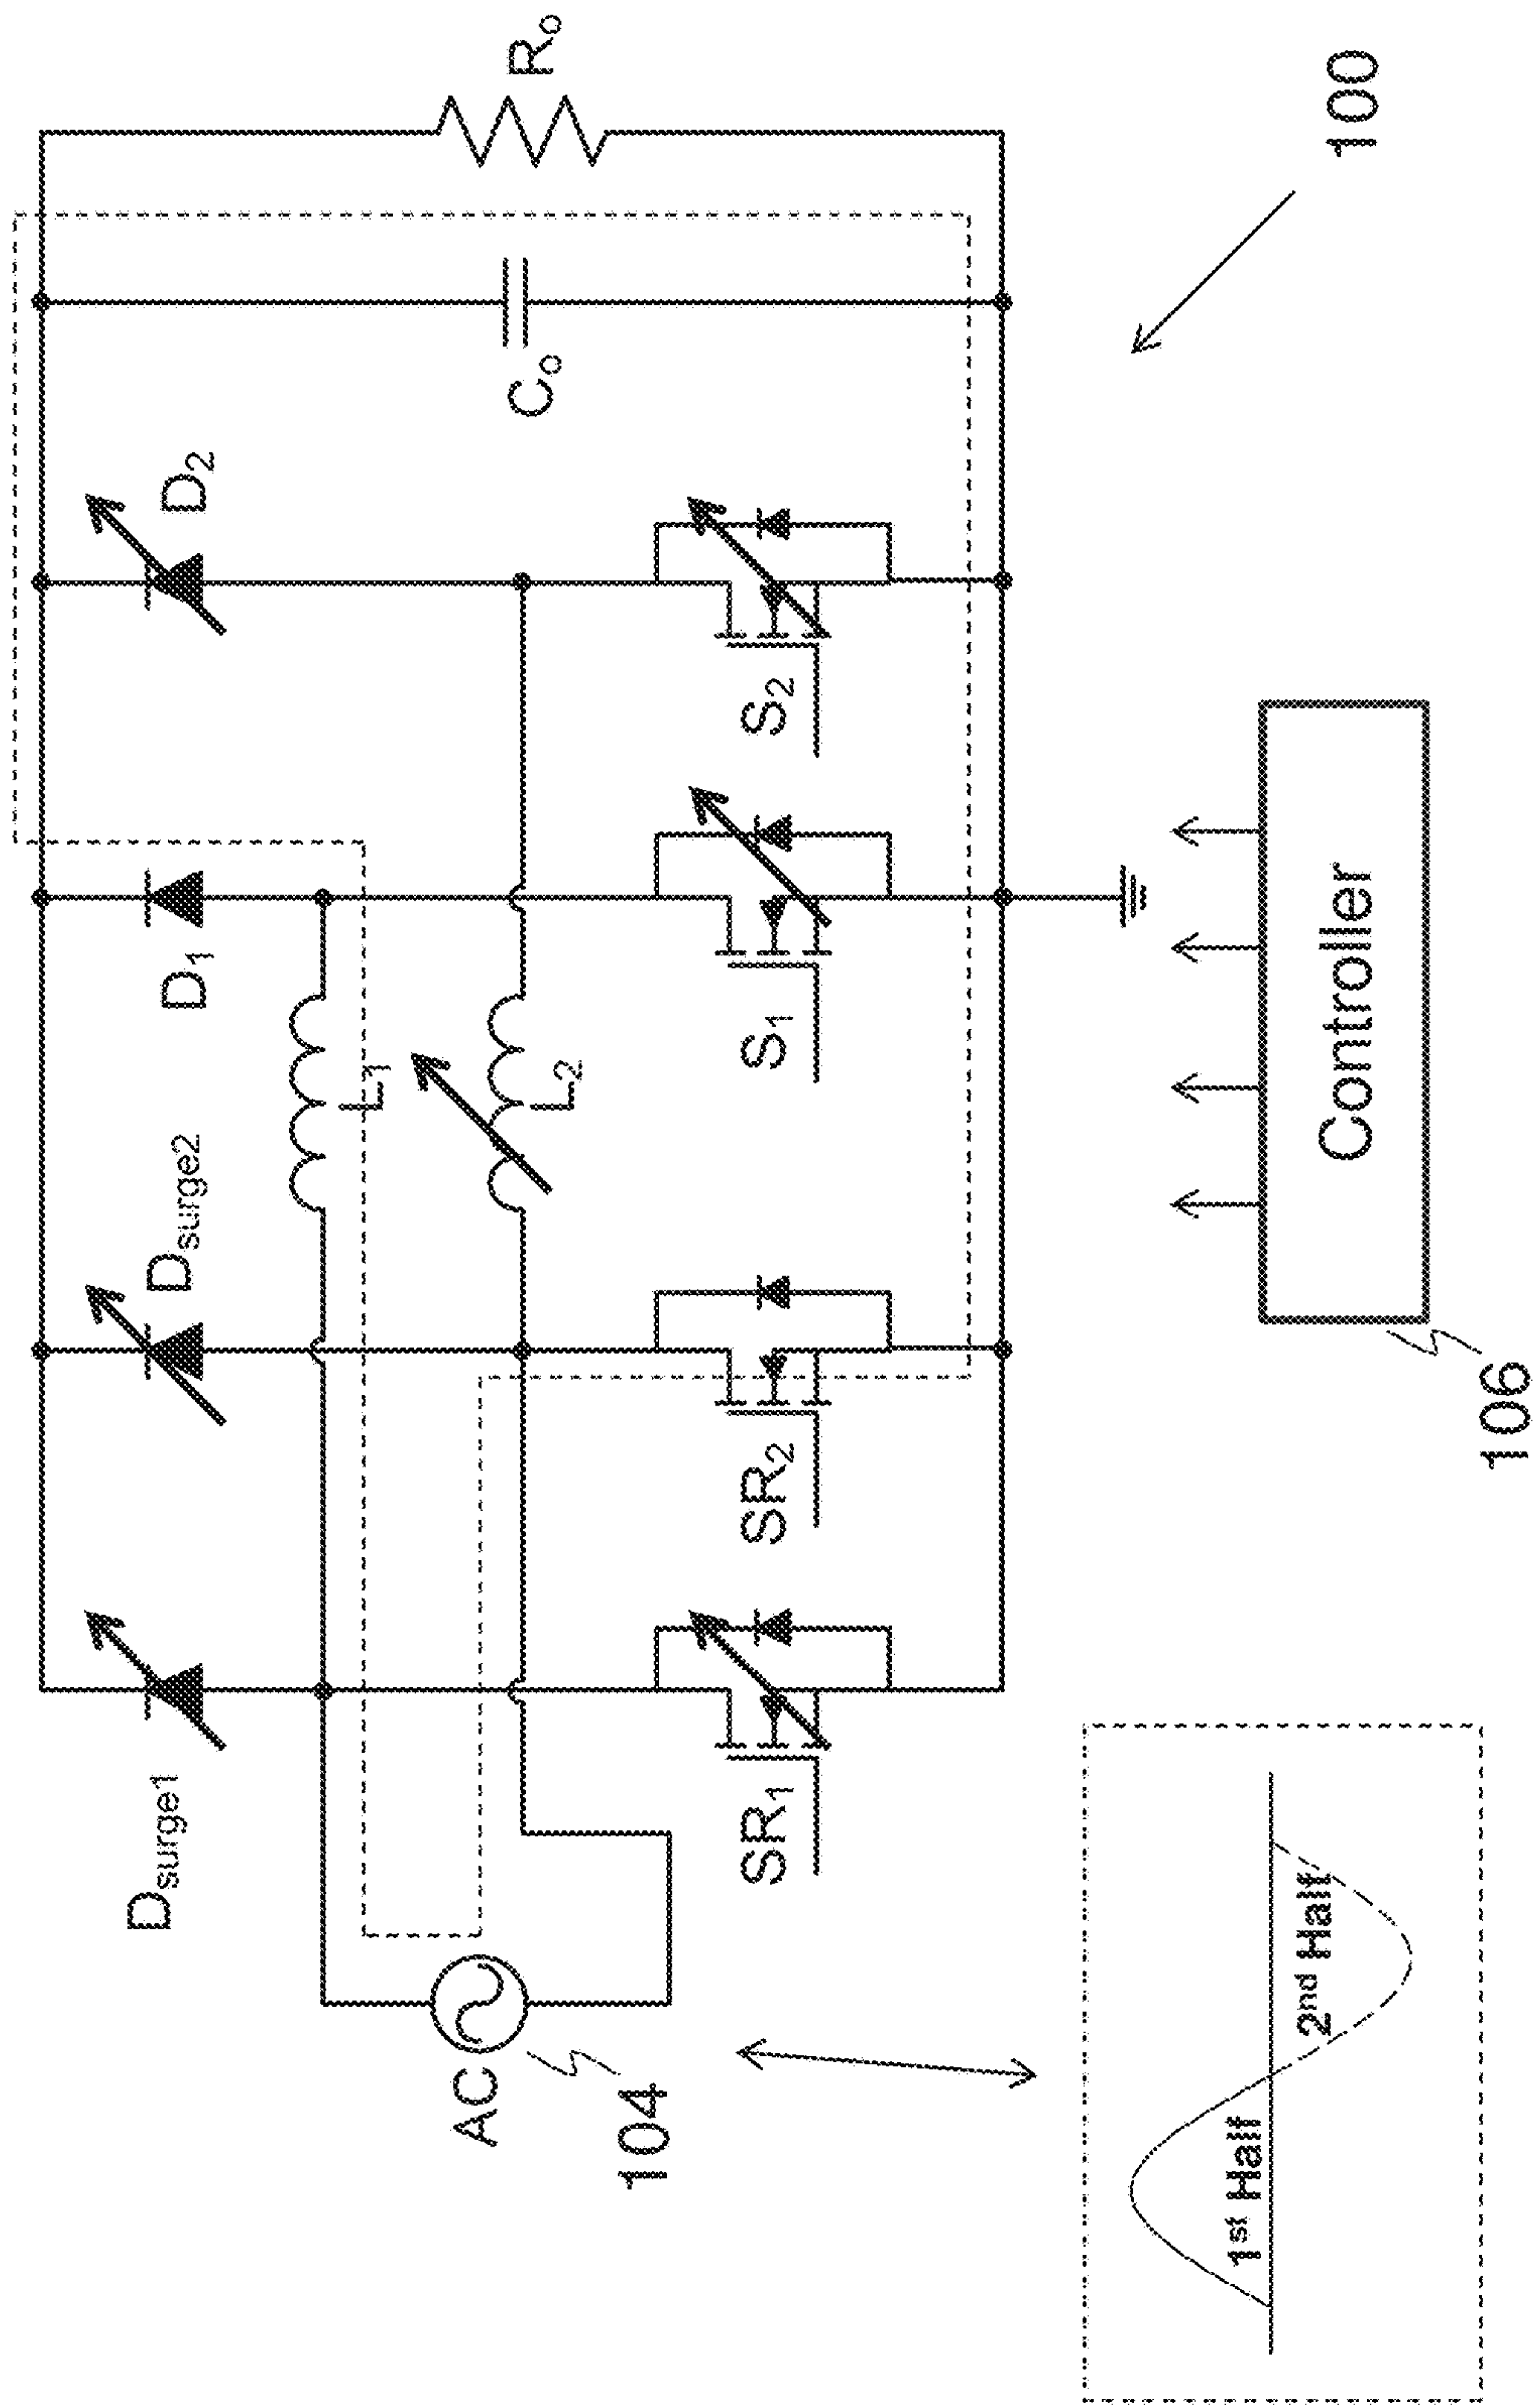 D₁
D₂
Dsurge1
Dsurge2
L₁
L₂
Cₒ
Rₒ
AC
104
SR₁
SR₂
S₁
S₂
1st Half
2nd Half
Controller
106
100